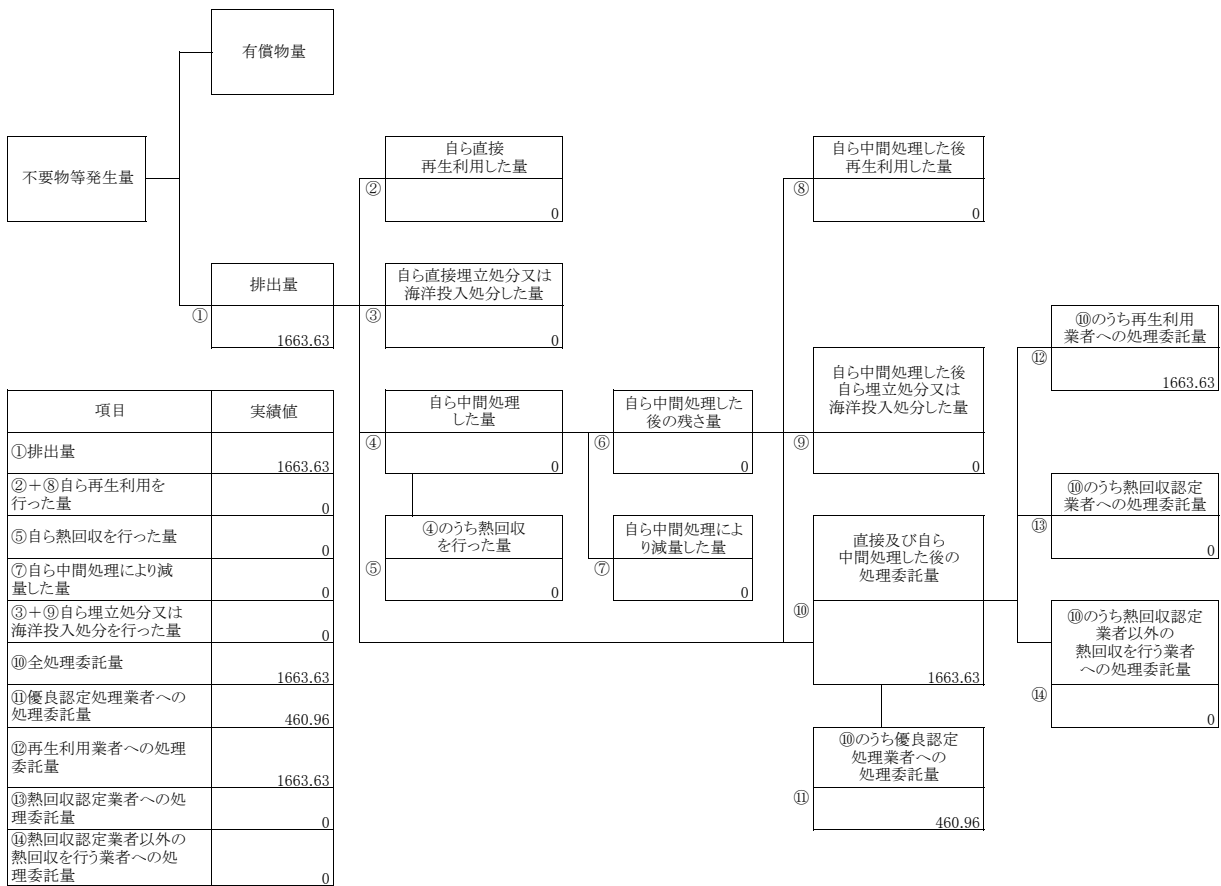 有償物量
不要物等発生量
排出量
①
1663.63
自ら直接
再生利用した量
②
0
自ら直接埋立処分又は
海洋投入処分した量
③
0
自ら中間処理
した量
④
0
④のうち熱回収
を行った量
⑤
0
自ら中間処理した
後の残さ量
⑥
0
自ら中間処理によ
り減量した量
⑦
0
自ら中間処理した後
再生利用した量
⑧
0
自ら中間処理した後
自ら埋立処分又は
海洋投入処分した量
⑨
0
直接及び自ら
中間処理した後の
処理委託量
⑩
1663.63
⑩のうち優良認定
処理業者への
処理委託量
⑪
460.96
⑩のうち再生利用
業者への処理委託量
⑫
1663.63
⑩のうち熱回収認定
業者への処理委託量
⑬
0
⑩のうち熱回収認定
業者以外の
熱回収を行う業者
への処理委託量
⑭
0
項目 実績値
①排出量
1663.63
②+⑧自ら再生利用を
行った量
0
⑤自ら熱回収を行った量
0
⑦自ら中間処理により減
量した量
0
③+⑨自ら埋立処分又は
海洋投入処分を行った量
0
⑩全処理委託量
1663.63
⑪優良認定処理業者への
処理委託量
460.96
⑫再生利用業者への処理
委託量
1663.63
⑬熱回収認定業者への処
理委託量
0
⑭熱回収認定業者以外の
熱回収を行う業者への処
理委託量
0